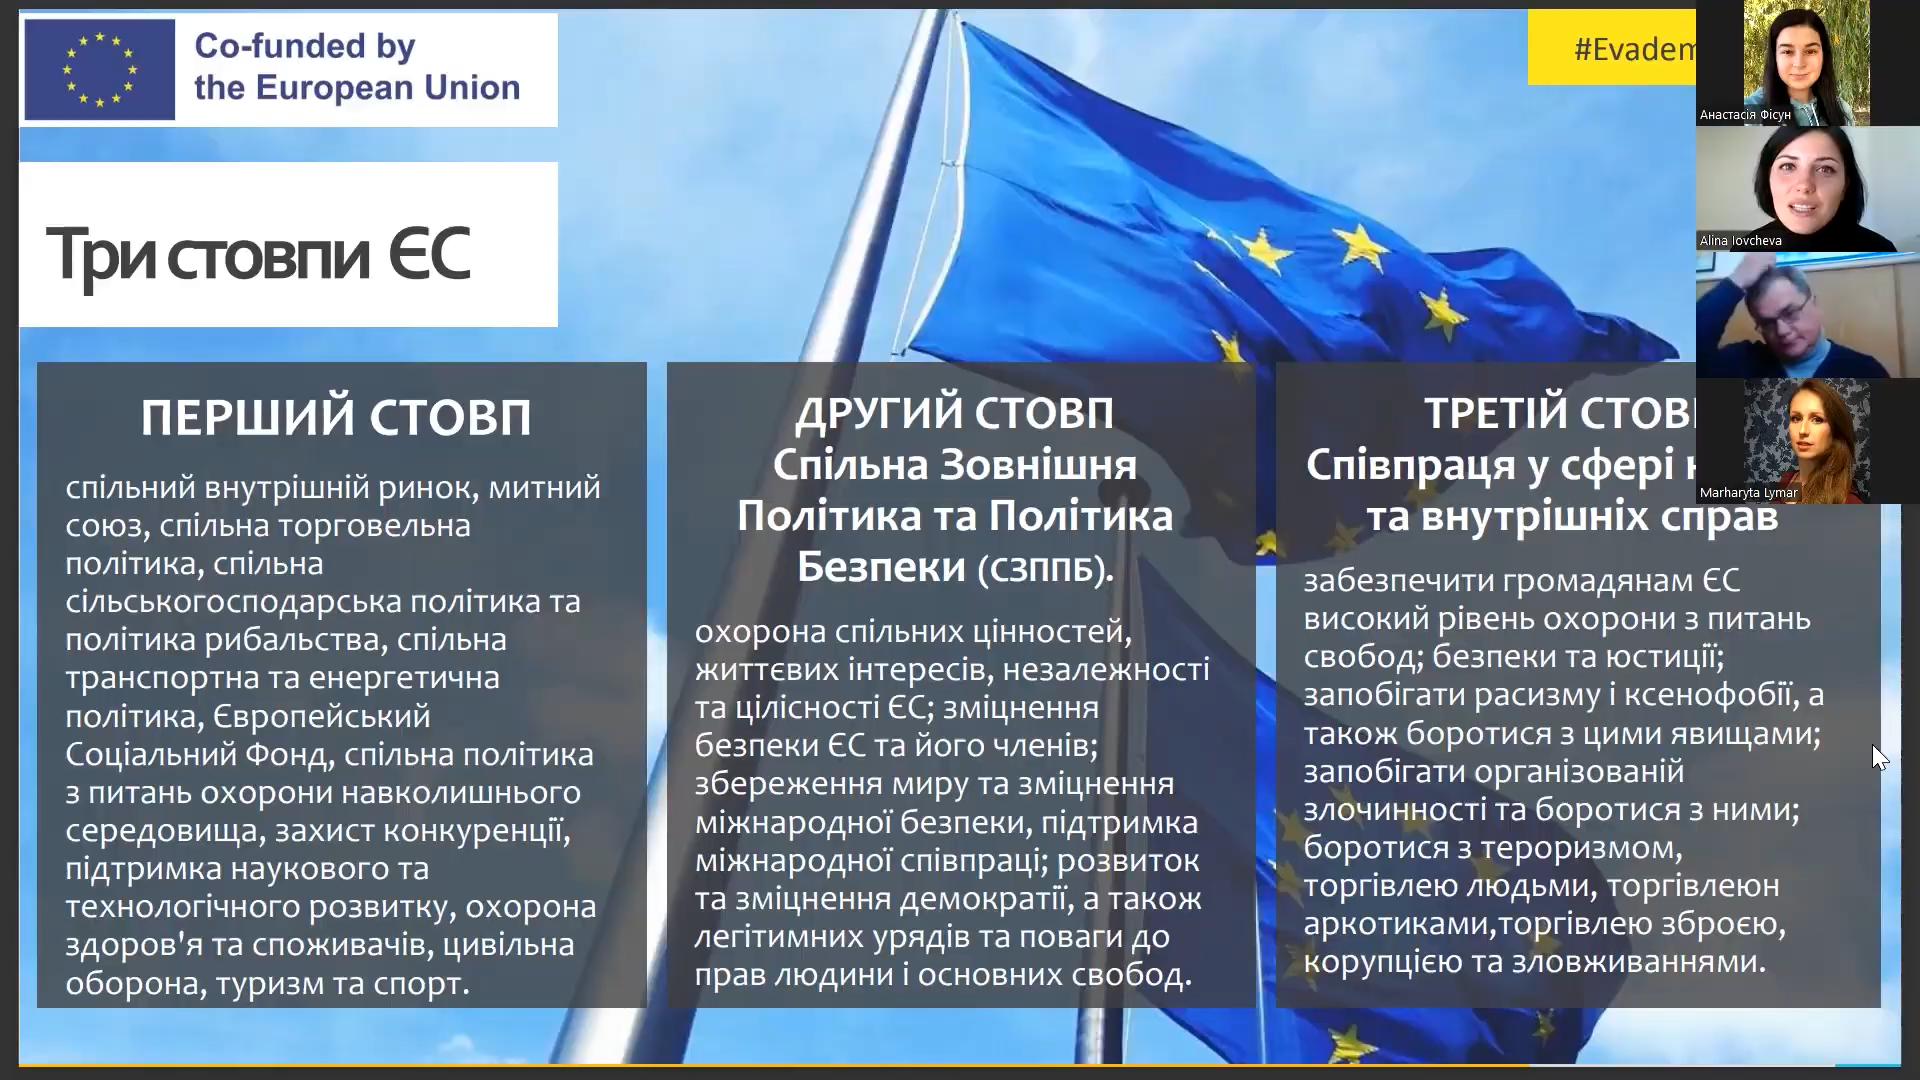 Co-funded by
the European Union
#Evadem
Три стовпи ЄС
ПЕРШИЙ СТОВП
спільний внутрішній ринок, митний
союз, спільна торговельна
політика, спільна
сільськогосподарська політика та
політика рибальства, спільна
транспортна та енергетична
політика, Європейський
Соціальний Фонд, спільна політика
з питань охорони навколишнього
середовища, захист конкуренції,
підтримка наукового та
технологічного розвитку, охорона
здоров'я та споживачів, цивільна
оборона, туризм та спорт.
ДРУГИЙ СТОВП
Спільна Зовнішня
Політика та Політика
Безпеки (СЗППБ).
охорона спільних цінностей,
життєвих інтересів, незалежності
та цілісності ЄС; зміцнення
безпеки ЄС та його членів;
збереження миру та зміцнення
міжнародної безпеки, підтримка
міжнародної співпраці; розвиток
та зміцнення демократії, а також
легітимних урядів та поваги до
прав людини і основних свобод.
ТРЕТІЙ
Співпраця у сфері
та внутрішніх справ
забезпечити громадянам ЄС
високий рівень охорони з питань
свобод; безпеки та юстиції;
запобігати расизму і ксенофобії, а
також боротися з цими явищами;
запобігати організованій
злочинності та боротися з ними;
боротися з тероризмом,
торгівлею людьми, торгівлеюн
аркотиками,торгівлею зброєю,
корупцією та зловживаннями.
Анастасія Фісун
Alina Iovcheva
Marharyta Lymar